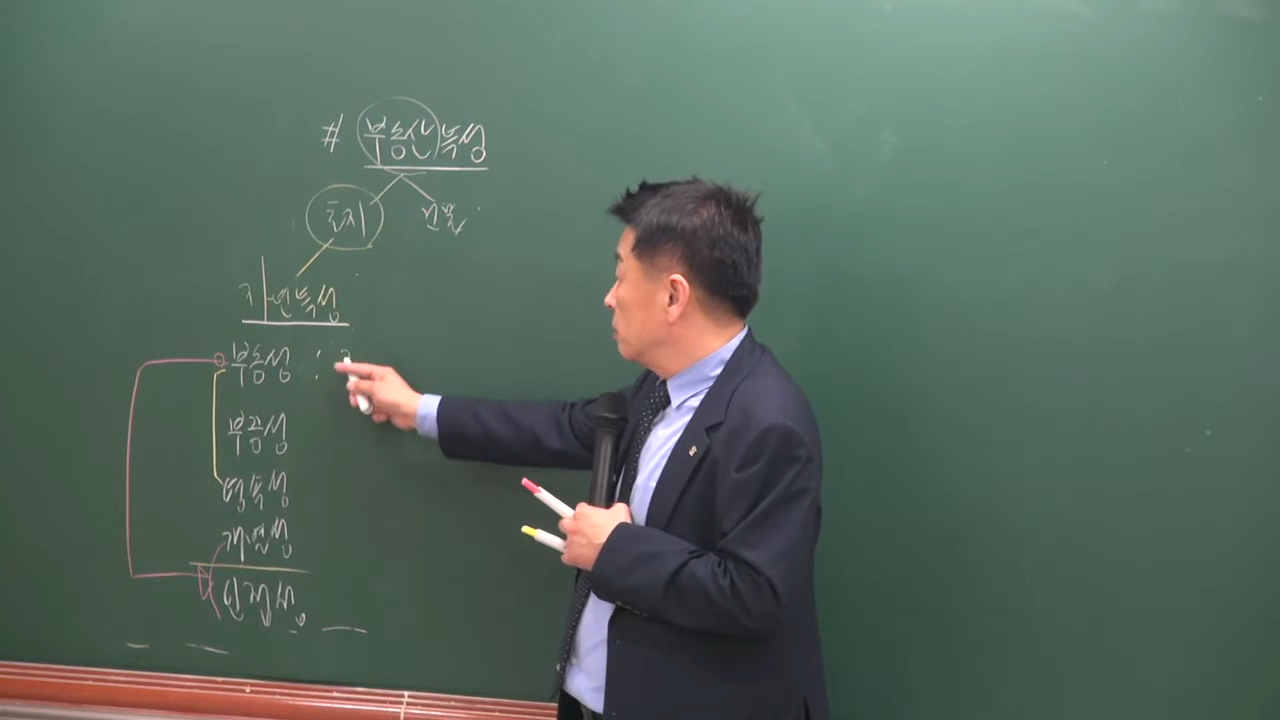 # 부동산 특성
토지 건물
자연특성
부동성 :
부증성
영속성
개별성
인접성